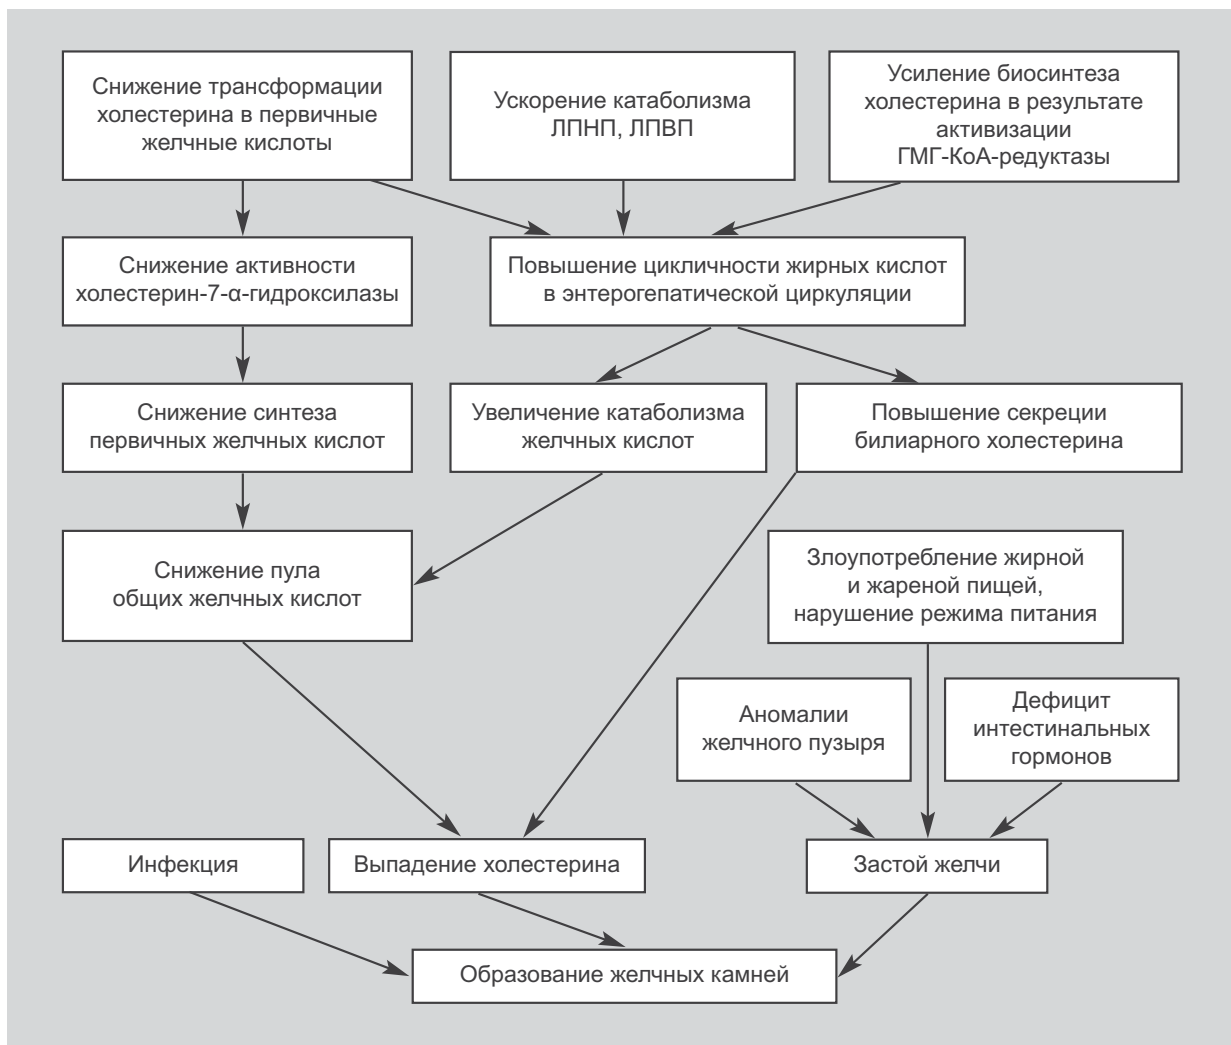 Снижение трансформации
холестерина в первичные
желчные кислоты
Ускорение катаболизма
ЛПНП, ЛПВП
Усиление биосинтеза
холестерина в результате
активизации
ГМГ-КоА-редуктазы
Снижение активности
холестерин-7-α-гидроксилазы
Повышение цикличности жирных кислот
в энтерогепатической циркуляции
Снижение синтеза
первичных желчных кислот
Увеличение катаболизма
желчных кислот
Повышение секреции
билиарного холестерина
Снижение пула
общих желчных кислот
Злоупотребление жирной
и жареной пищей,
нарушение режима питания
Аномалии
желчного пузыря
Дефицит
интестинальных
гормонов
Инфекция
Выпадение холестерина
Застой желчи
Образование желчных камней